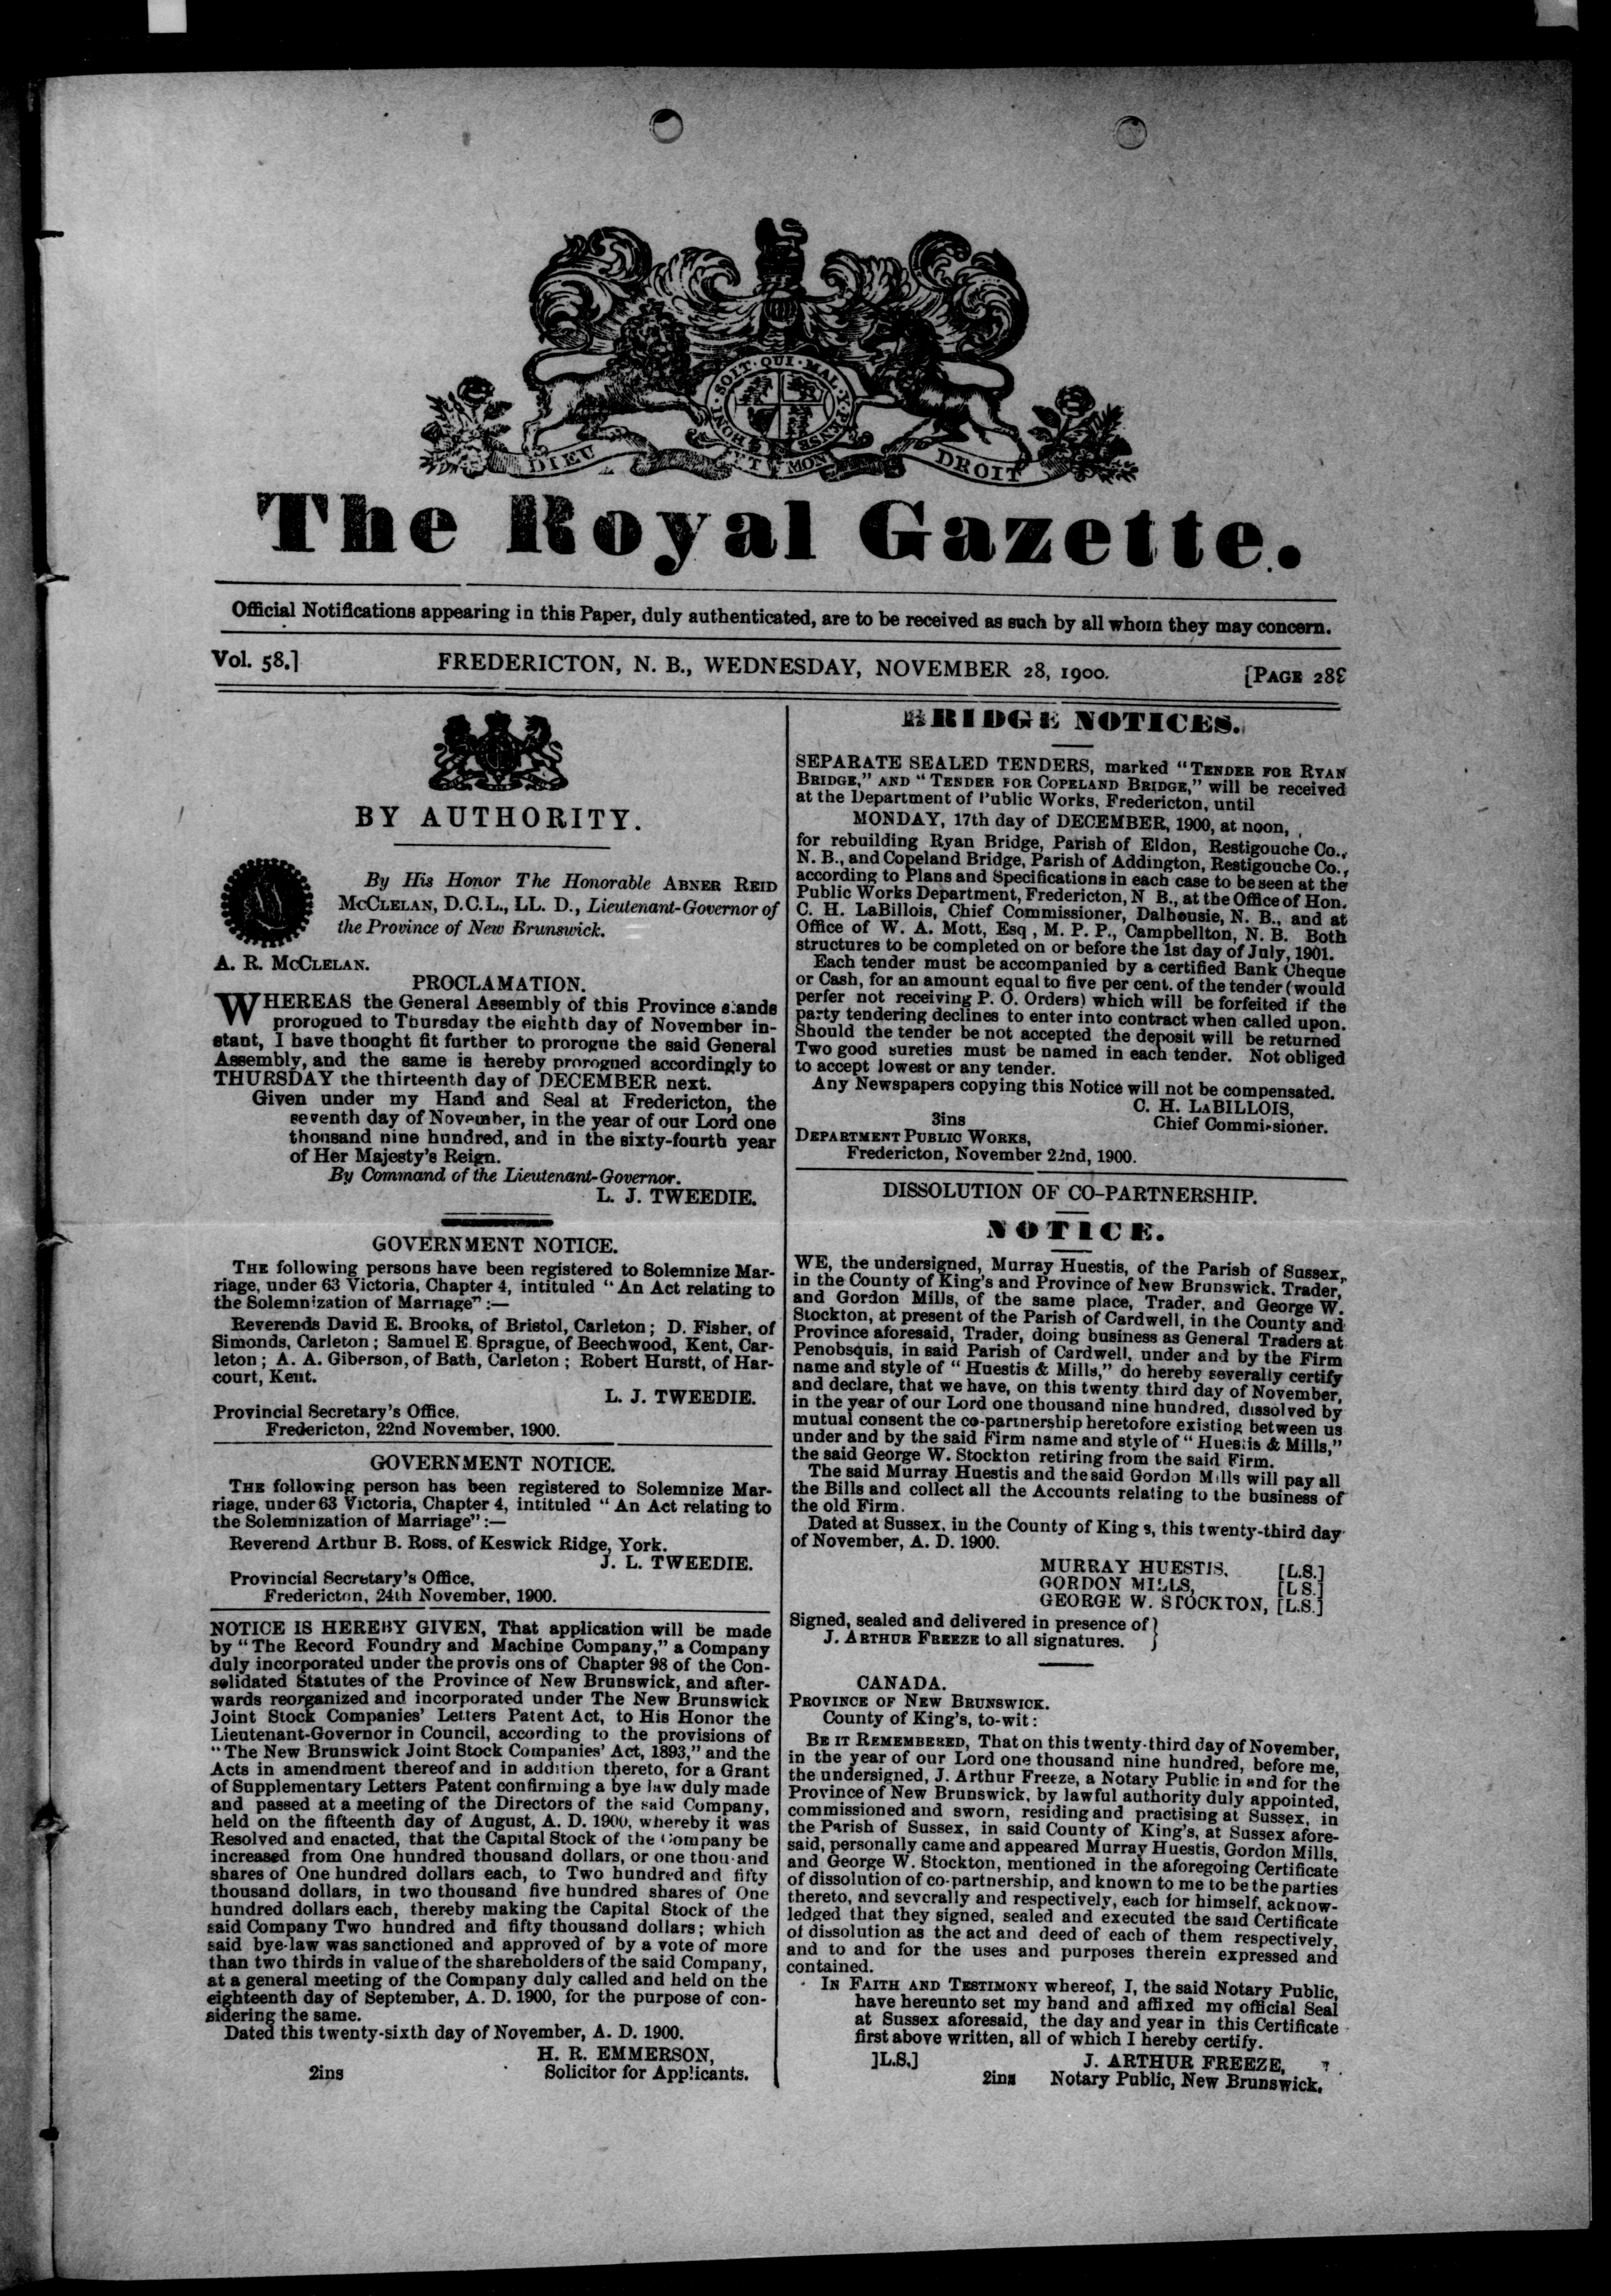 HONI · SOIT · QUI · MAL · Y · PENSE
DIEU ET MON DROIT
The Royal Gazette.
Official Notifications appearing in this Paper, duly authenticated, are to be received as such by all whom they may concern.
Vol. 58.] FREDERICTON, N. B., WEDNESDAY, NOVEMBER 28, 1900. [PAGE
BY AUTHORITY.
By His Honor The Honorable ABNER REID
MCCLELAN, D.C.L., LL. D., Lieutenant-Governor of
the Province of New Brunswick.
A. R. MCCLELAN.
PROCLAMATION.
WHEREAS the General Assembly of this Province stands
prorogued to Thursday the eighth day of November in-
stant, I have thought fit further to prorogue the said General
Assembly, and the same is hereby prorogued accordingly to
THURSDAY the thirteenth day of DECEMBER next.
Given under my Hand and Seal at Fredericton, the
seventh day of November, in the year of our Lord one
thousand nine hundred, and in the sixty-fourth year
of Her Majesty's Reign.
By Command of the Lieutenant-Governor.
L. J. TWEEDIE.
GOVERNMENT NOTICE.
THE following persons have been registered to Solemnize Mar-
riage, under 63 Victoria, Chapter 4, intituled "An Act relating to
the Solemnization of Marriage":—
Reverends David E. Brooks, of Bristol, Carleton; D. Fisher, of
Simonds, Carleton; Samuel E. Sprague, of Beechwood, Kent, Car-
leton; A. A. Giberson, of Bath, Carleton; Robert Hurstt, of Har-
court, Kent.
L. J. TWEEDIE.
Provincial Secretary's Office.
Fredericton, 22nd November, 1900.
GOVERNMENT NOTICE.
THE following person has been registered to Solemnize Mar-
riage, under 63 Victoria, Chapter 4, intituled "An Act relating to
the Solemnization of Marriage":—
Reverend Arthur B. Ross, of Keswick Ridge, York.
J. L. TWEEDIE.
Provincial Secretary's Office,
Fredericton, 24th November, 1900.
NOTICE IS HEREBY GIVEN, That application will be made
by "The Record Foundry and Machine Company," a Company
duly incorporated under the provis ons of Chapter 98 of the Con-
solidated Statutes of the Province of New Brunswick, and after-
wards reorganized and incorporated under The New Brunswick
Joint Stock Companies' Letters Patent Act, to His Honor the
Lieutenant-Governor in Council, according to the provisions of
"The New Brunswick Joint Stock Companies' Act, 1893," and the
Acts in amendment thereof and in addition thereto, for a Grant
of Supplementary Letters Patent confirming a bye law duly made
and passed at a meeting of the Directors of the said Company,
held on the fifteenth day of August, A. D. 1900, whereby it was
Resolved and enacted, that the Capital Stock of the Company be
increased from One hundred thousand dollars, or one thousand
shares of One hundred dollars each, to Two hundred and fifty
thousand dollars, in two thousand five hundred shares of One
hundred dollars each, thereby making the Capital Stock of the
said Company Two hundred and fifty thousand dollars; which
said bye-law was sanctioned and approved of by a vote of more
than two thirds in value of the shareholders of the said Company,
at a general meeting of the Company duly called and held on the
eighteenth day of September, A. D. 1900, for the purpose of con-
sidering the same.
Dated this twenty-sixth day of November, A. D. 1900.
H. R. EMMERSON,
2ins Solicitor for Applicants.
BRIDGE NOTICES.
SEPARATE SEALED TENDERS, marked "TENDER FOR RYAN
BRIDGE," AND "TENDER FOR COPELAND BRIDGE," will be received
at the Department of Public Works, Fredericton, until
MONDAY, 17th day of DECEMBER, 1900, at noon,
for rebuilding Ryan Bridge, Parish of Eldon, Restigouche Co.,
N. B., and Copeland Bridge, Parish of Addington, Restigouche Co.,
according to Plans and Specifications in each case to be seen at the
Public Works Department, Fredericton, N B., at the Office of Hon.
C. H. LaBillois, Chief Commissioner, Dalhousie, N. B., and at
Office of W. A. Mott, Esq, M. P. P., Campbellton, N. B. Both
structures to be completed on or before the 1st day of July, 1901.
Each tender must be accompanied by a certified Bank Cheque
or Cash, for an amount equal to five per cent. of the tender (would
perfer not receiving P. O. Orders) which will be forfeited if the
party tendering declines to enter into contract when called upon.
Should the tender be not accepted the deposit will be returned
Two good sureties must be named in each tender. Not obliged
to accept lowest or any tender.
Any Newspapers copying this Notice will not be compensated.
C. H. LABILLOIS,
3ins Chief Commissioner.
DEPARTMENT PUBLIC WORKS,
Fredericton, November 22nd, 1900.
DISSOLUTION OF CO-PARTNERSHIP.
NOTICE.
WE, the undersigned, Murray Huestis, of the Parish of Sussex,
in the County of King's and Province of New Brunswick, Trader,
and Gordon Mills, of the same place, Trader, and George W.
Stockton, at present of the Parish of Cardwell, in the County and
Province aforesaid, Trader, doing business as General Traders at
Penobsquis, in said Parish of Cardwell, under and by the Firm
name and style of "Huestis & Mills," do hereby severally certify
and declare, that we have, on this twenty third day of November,
in the year of our Lord one thousand nine hundred, dissolved by
mutual consent the co-partnership heretofore existing between us
under and by the said Firm name and style of "Huestis & Mills,"
the said George W. Stockton retiring from the said Firm.
The said Murray Huestis and the said Gordon Mills will pay all
the Bills and collect all the Accounts relating to the business of
the old Firm.
Dated at Sussex, in the County of King s, this twenty-third day
of November, A. D. 1900.
MURRAY HUESTIS, [L.S.]
GORDON MILLS, [L S.]
GEORGE W. STOCKTON, [L.S.]
Signed, sealed and delivered in presence of }
J. ARTHUR FREEZE to all signatures. }
CANADA.
PROVINCE OF NEW BRUNSWICK.
County of King's, to-wit:
BE IT REMEMBERED, That on this twenty-third day of November,
in the year of our Lord one thousand nine hundred, before me,
the undersigned, J. Arthur Freeze, a Notary Public in and for the
Province of New Brunswick, by lawful authority duly appointed,
commissioned and sworn, residing and practising at Sussex, in
the Parish of Sussex, in said County of King's, at Sussex afore-
said, personally came and appeared Murray Huestis, Gordon Mills,
and George W. Stockton, mentioned in the aforegoing Certificate
of dissolution of co-partnership, and known to me to be the parties
thereto, and severally and respectively, each for himself, acknow-
ledged that they signed, sealed and executed the said Certificate
of dissolution as the act and deed of each of them respectively,
and to and for the uses and purposes therein expressed and
contained.
IN FAITH AND TESTIMONY whereof, I, the said Notary Public,
have hereunto set my hand and affixed my official Seal
at Sussex aforesaid, the day and year in this Certificate
first above written, all of which I hereby certify.
]L.S.] J. ARTHUR FREEZE,
2ins Notary Public, New Brunswick.